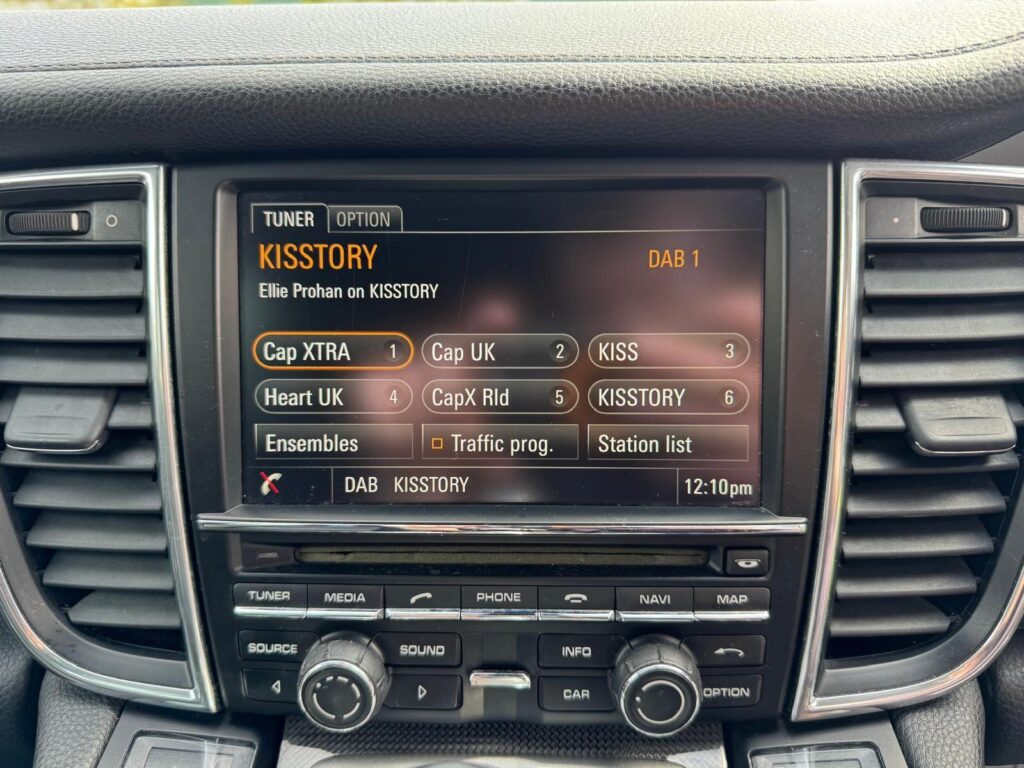 TUNER OPTION
KISSTORY DAB 1
Ellie Prohan on KISSTORY
Cap XTRA 1 Cap UK 2 KISS 3
Heart UK 4 CapX Rld 5 KISSTORY 6
Ensembles Traffic prog. Station list
DAB KISSTORY 12:10pm
TUNER MEDIA PHONE NAVI MAP
SOURCE SOUND INFO
CAR OPTION